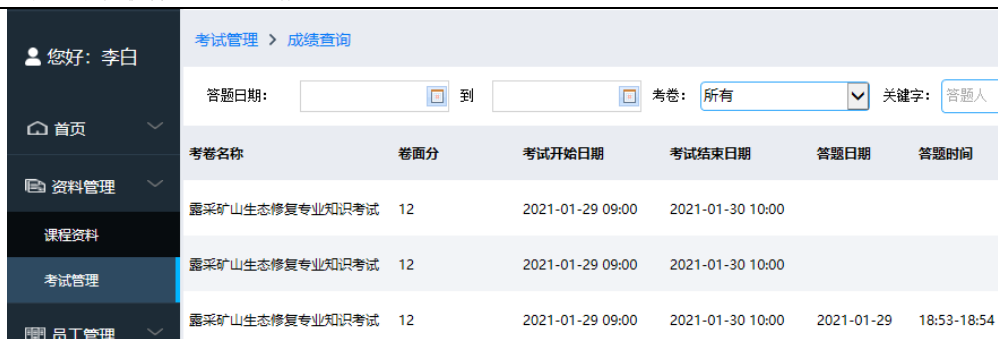 您好：李白
首页
资料管理
课程资料
考试管理
员工管理
考试管理 > 成绩查询
答题日期： 到 考卷： 所有 关键字： 答题人
考卷名称 卷面分 考试开始日期 考试结束日期 答题日期 答题时间
露采矿山生态修复专业知识考试 12 2021-01-29 09:00 2021-01-30 10:00
露采矿山生态修复专业知识考试 12 2021-01-29 09:00 2021-01-30 10:00
露采矿山生态修复专业知识考试 12 2021-01-29 09:00 2021-01-30 10:00 2021-01-29 18:53-18:54